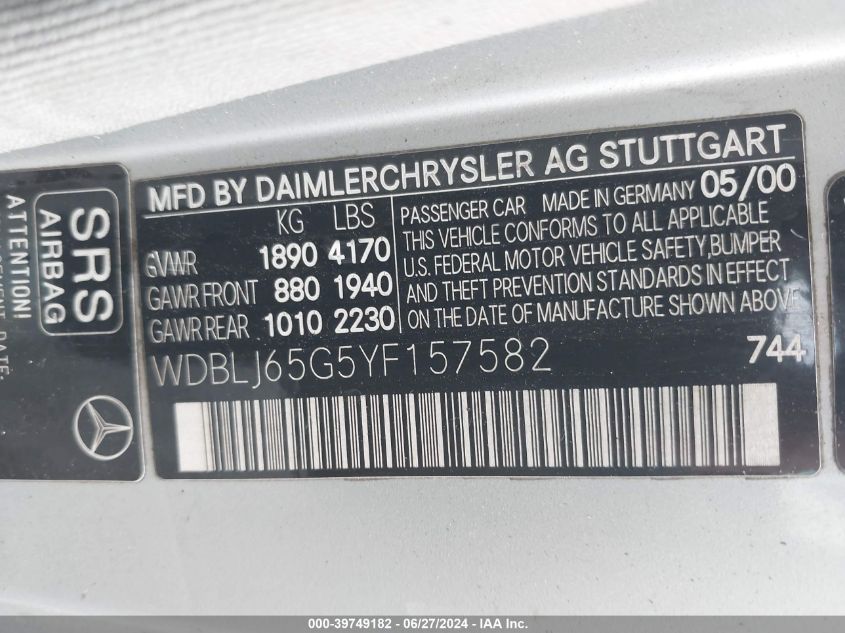 MFD BY DAIMLERCHRYSLER AG STUTTGART
KG LBS
GVWR 1890 4170
GAWR FRONT 880 1940
GAWR REAR 1010 2230
PASSENGER CAR MADE IN GERMANY 05/00
THIS VEHICLE CONFORMS TO ALL APPLICABLE
U.S. FEDERAL MOTOR VEHICLE SAFETY, BUMPER
AND THEFT PREVENTION STANDARDS IN EFFECT
ON THE DATE OF MANUFACTURE SHOWN ABOVE
WDBLJ65G5YF157582
744
ATTENTION!
SRS
AIRBAG
DATE:
000-39749182 - 06/27/2024 - IAA Inc.